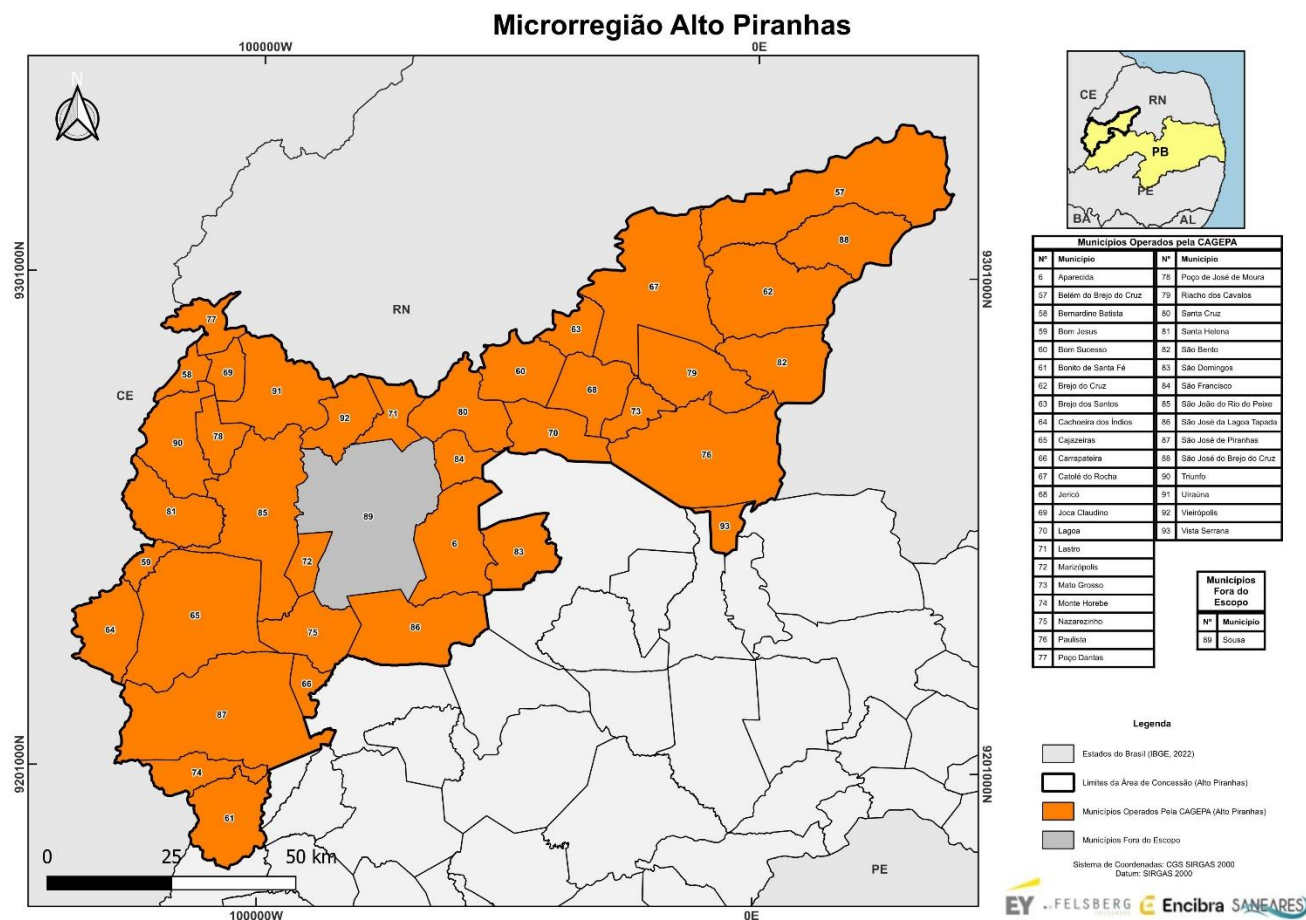 Microrregião Alto Piranhas
100000W
0E
N
9301000N
9301000N
9201000N
9201000N
100000W
0E
RN
CE
PE
57
88
67
62
63
82
77
60
79
58
69
91
68
73
80
92
71
78
70
90
84
76
81
85
89
93
6
83
59
72
65
64
75
86
66
87
74
61
0
25
50 km
CE
RN
PB
PE
BA
AL
Municípios Operados pela CAGEPA
Nº Município Nº Município
6 Aparecida 78 Poço de José de Moura
57 Belém do Brejo do Cruz 79 Riacho dos Cavalos
58 Bernardino Batista 80 Santa Cruz
59 Bom Jesus 81 Santa Helena
60 Bom Sucesso 82 São Bento
61 Bonito de Santa Fé 83 São Domingos
62 Brejo do Cruz 84 São Francisco
63 Brejo dos Santos 85 São João do Rio do Peixe
64 Cachoeira dos Índios 86 São José da Lagoa Tapada
65 Cajazeiras 87 São José de Piranhas
66 Carrapateira 88 São José do Brejo do Cruz
67 Catolé do Rocha 90 Triunfo
68 Jericó 91 Uiraúna
69 Joca Claudino 92 Vieirópolis
70 Lagoa 93 Vista Serrana
71 Lastro
72 Marizópolis
73 Mato Grosso
74 Monte Horebe
75 Nazarezinho
76 Paulista
77 Poço Dantas
Municípios
Fora do
Escopo
Nº Município
89 Sousa
Legenda
Estados do Brasil (IBGE, 2022)
Limites da Área de Concessão (Alto Piranhas)
Municípios Operados Pela CAGEPA (Alto Piranhas)
Municípios Fora do Escopo
Sistema de Coordenadas: CGS SIRGAS 2000
Datum: SIRGAS 2000
EY FELSBERG Encibra SANEARES